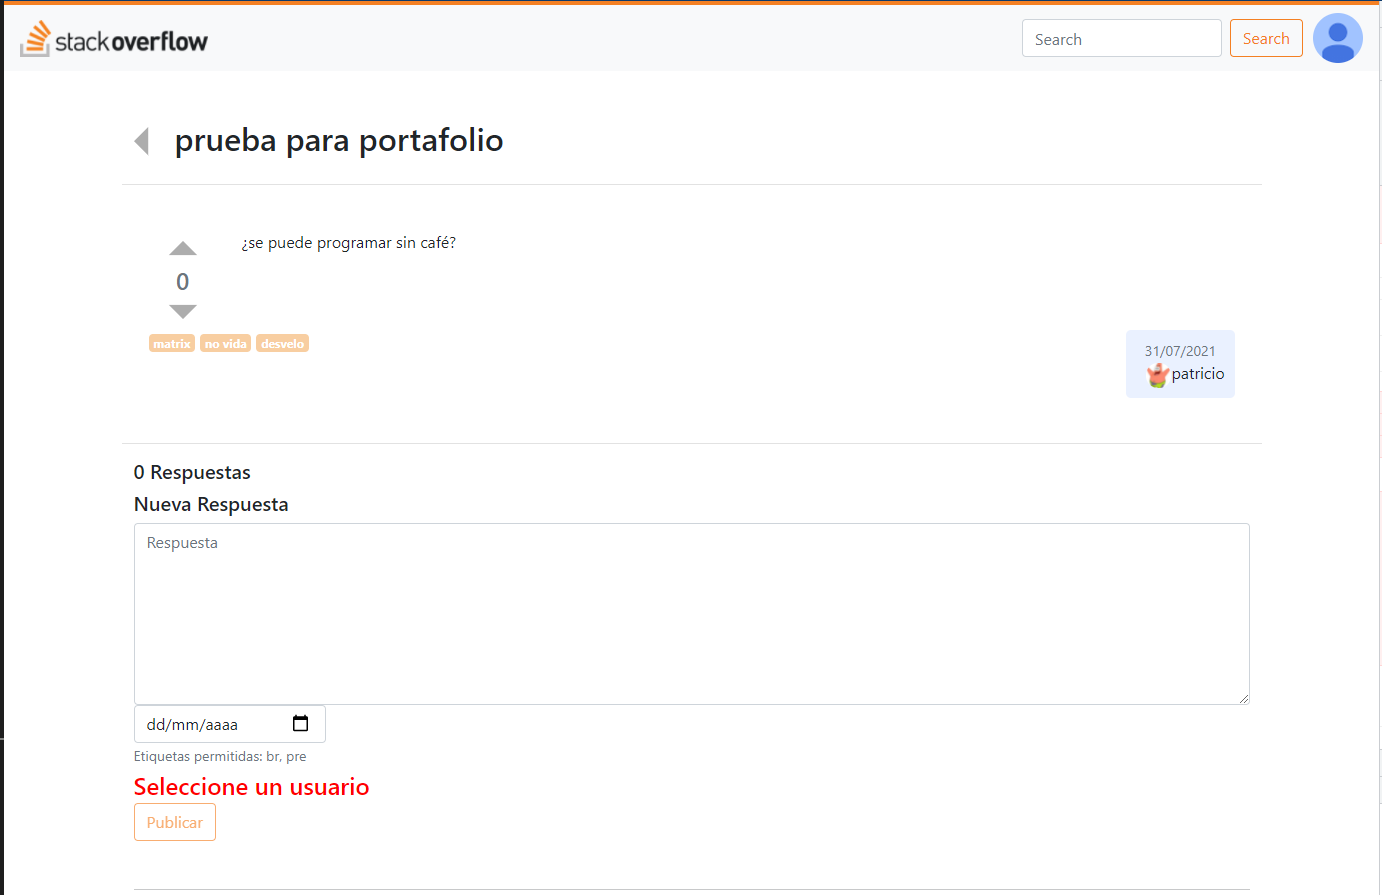 stackoverflow
Search
Search
prueba para portafolio
¿se puede programar sin café?
0
matrix no vida desvelo
31/07/2021
patricio
0 Respuestas
Nueva Respuesta
Respuesta
dd/mm/aaaa
Etiquetas permitidas: br, pre
Seleccione un usuario
Publicar